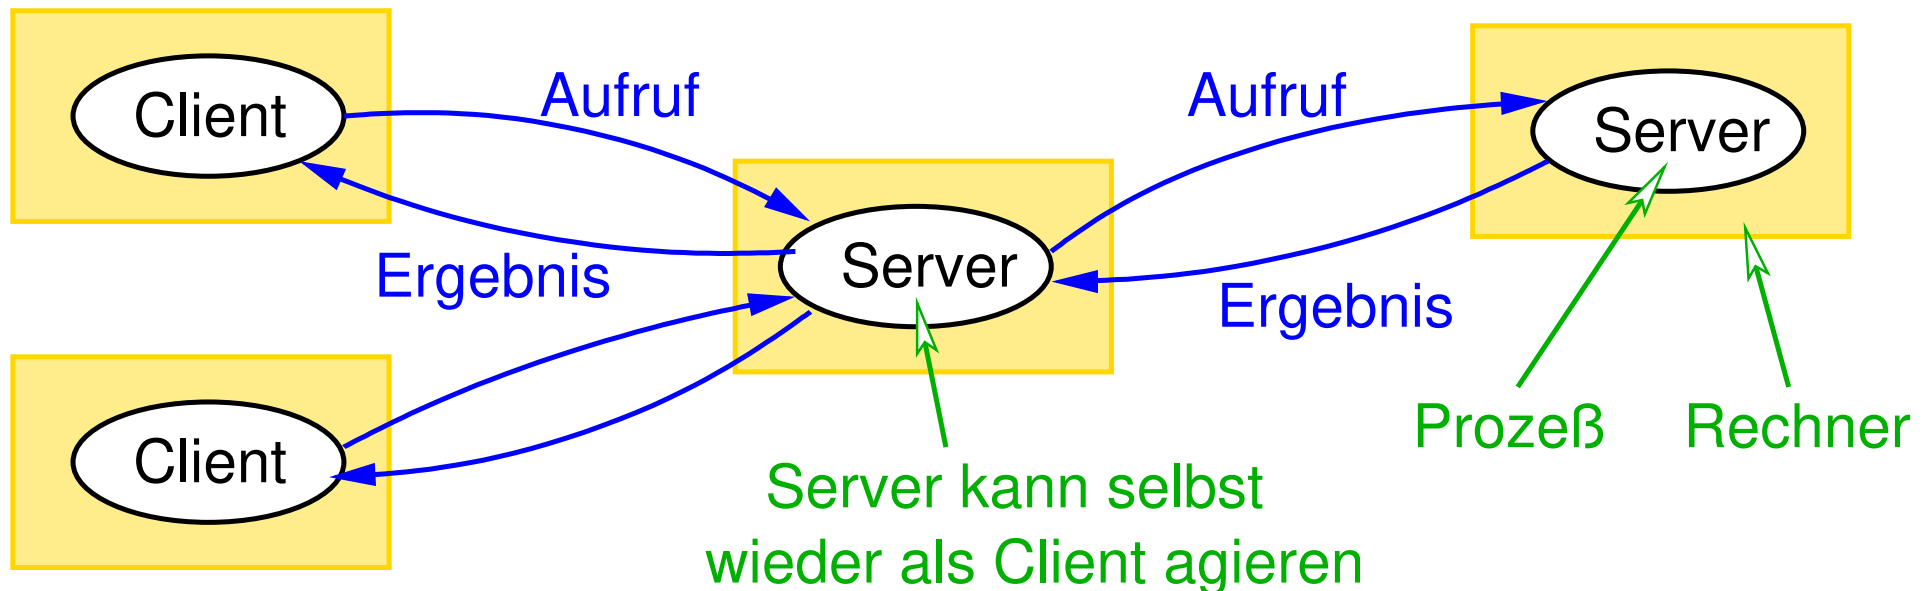 Client
Aufruf
Aufruf
Server
Server
Ergebnis
Ergebnis
Client
Prozeß
Rechner
Server kann selbst
wieder als Client agieren